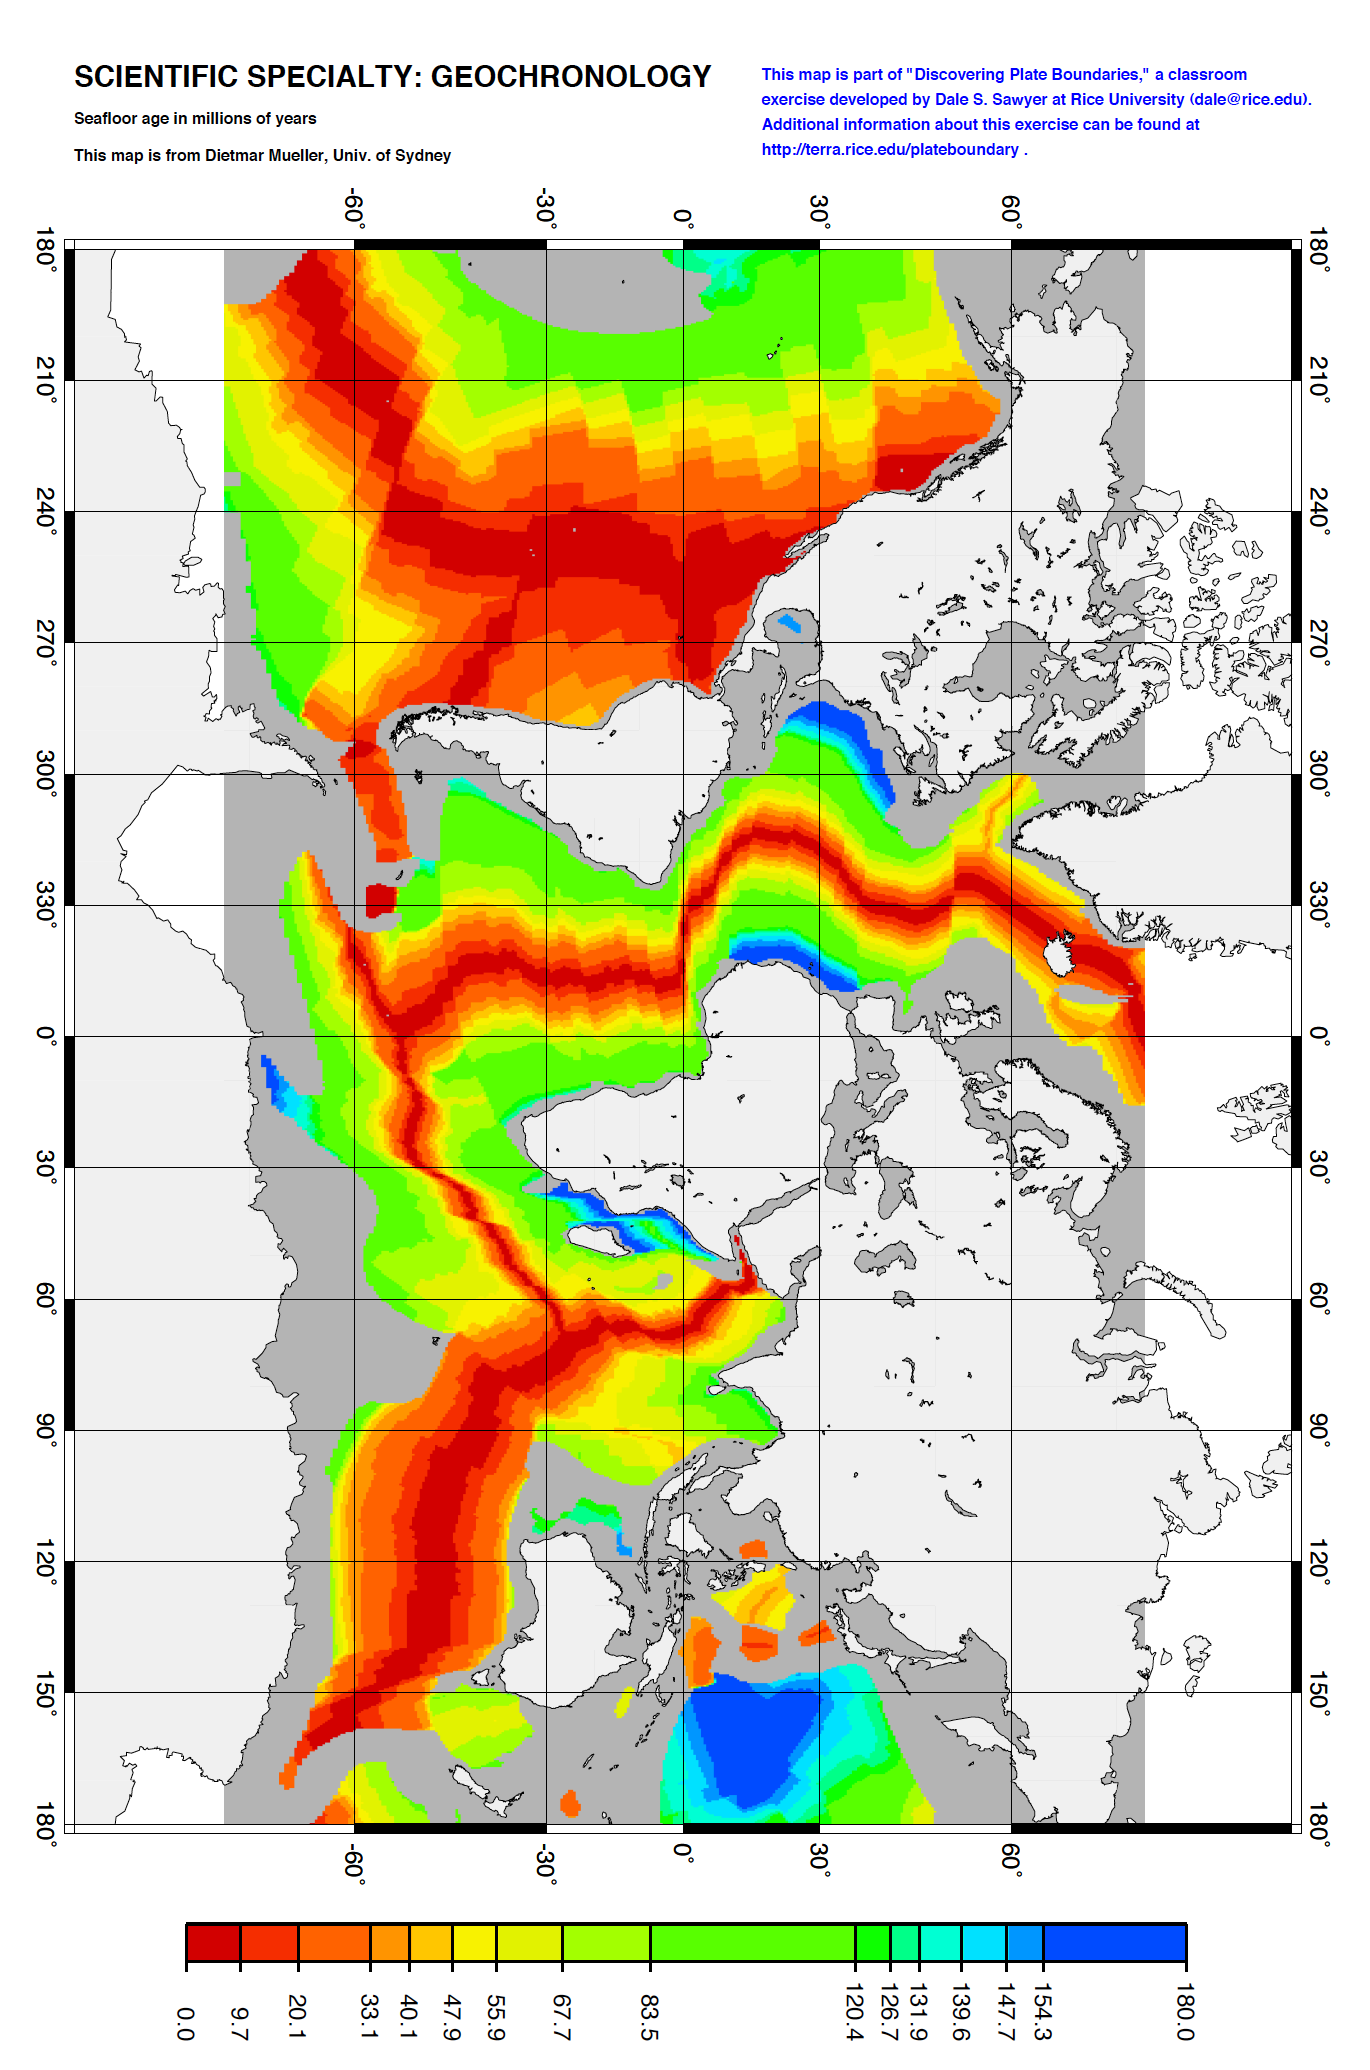 SCIENTIFIC SPECIALTY: GEOCHRONOLOGY
Seafloor age in millions of years
This map is from Dietmar Mueller, Univ. of Sydney
This map is part of "Discovering Plate Boundaries," a classroom
exercise developed by Dale S. Sawyer at Rice University (dale@rice.edu).
Additional information about this exercise can be found at
http://terra.rice.edu/plateboundary .
-60° -30° 0° 30° 60°
180° 180°
210° 210°
240° 240°
270° 270°
300° 300°
330° 330°
0° 0°
30° 30°
60° 60°
90° 90°
120° 120°
150° 150°
180° 180°
-60° -30° 0° 30° 60°
0.0 9.7 20.1 33.1 40.1 47.9 55.9 67.7 83.5 120.4 126.7 131.9 139.6 147.7 154.3 180.0